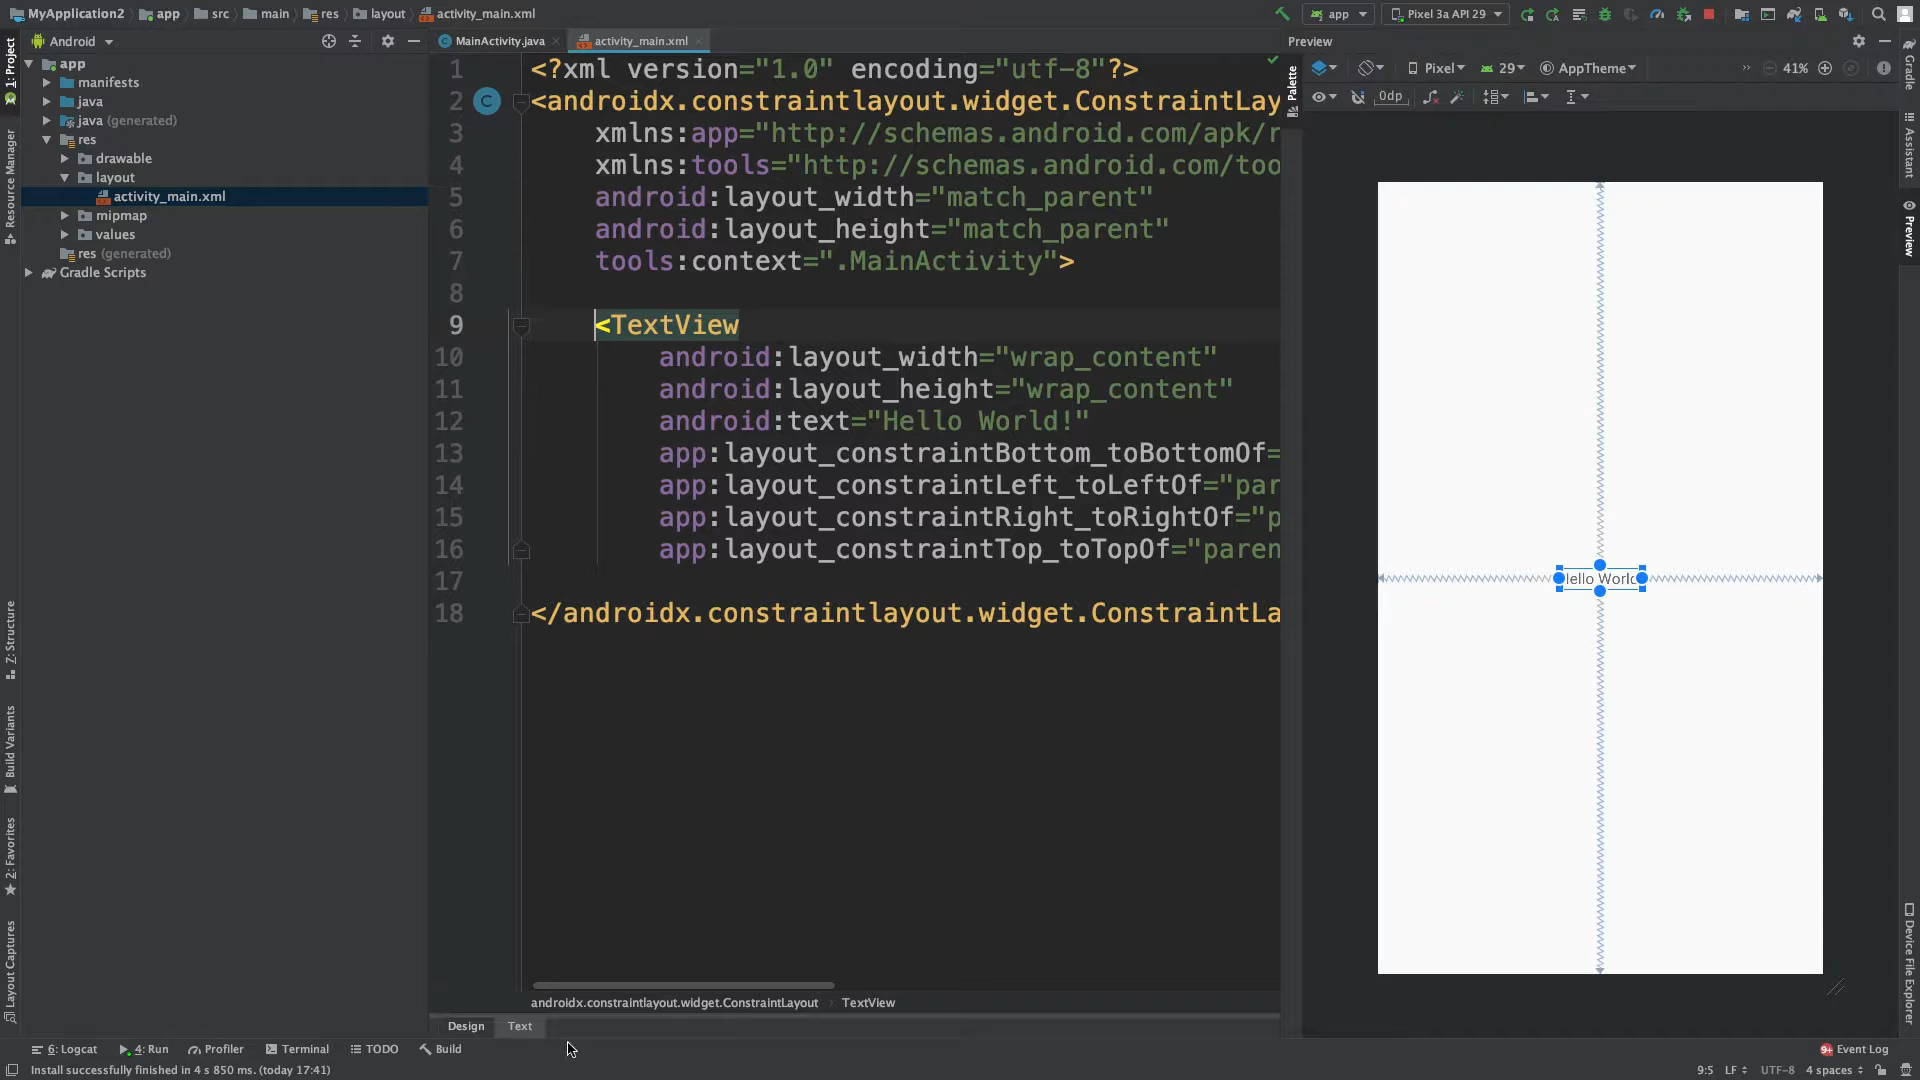 MyApplication2 app src main res layout activity_main.xml
app Pixel 3a API 29
Android
MainActivity.java activity_main.xml
Preview
1: Project
Resource Manager
Z: Structure
Build Variants
2: Favorites
Layout Captures
app
manifests
java
java (generated)
res
drawable
layout
activity_main.xml
mipmap
values
res (generated)
Gradle Scripts
1 <?xml version="1.0" encoding="utf-8"?>
2 <androidx.constraintlayout.widget.ConstraintLay
3 xmlns:app="http://schemas.android.com/apk/r
4 xmlns:tools="http://schemas.android.com/too
5 android:layout_width="match_parent"
6 android:layout_height="match_parent"
7 tools:context=".MainActivity">
8
9 <TextView
10 android:layout_width="wrap_content"
11 android:layout_height="wrap_content"
12 android:text="Hello World!"
13 app:layout_constraintBottom_toBottomOf=
14 app:layout_constraintLeft_toLeftOf="par
15 app:layout_constraintRight_toRightOf="p
16 app:layout_constraintTop_toTopOf="paren
17
18 </androidx.constraintlayout.widget.ConstraintLa
androidx.constraintlayout.widget.ConstraintLayout TextView
Design Text
Palette
Pixel 29 AppTheme 41%
0dp
ello World
Gradle
Assistant
Preview
Device File Explorer
6: Logcat 4: Run Profiler Terminal TODO Build 9+ Event Log
Install successfully finished in 4 s 850 ms. (today 17:41) 9:5 LF UTF-8 4 spaces